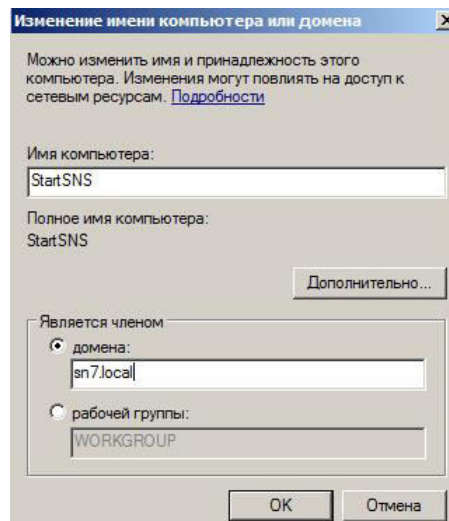 Изменение имени компьютера или домена
Можно изменить имя и принадлежность этого
компьютера. Изменения могут повлиять на доступ к
сетевым ресурсам. Подробности
Имя компьютера:
StartSNS
Полное имя компьютера:
StartSNS
Дополнительно...
Является членом
домена:
sn7.local
рабочей группы:
WORKGROUP
OK Отмена